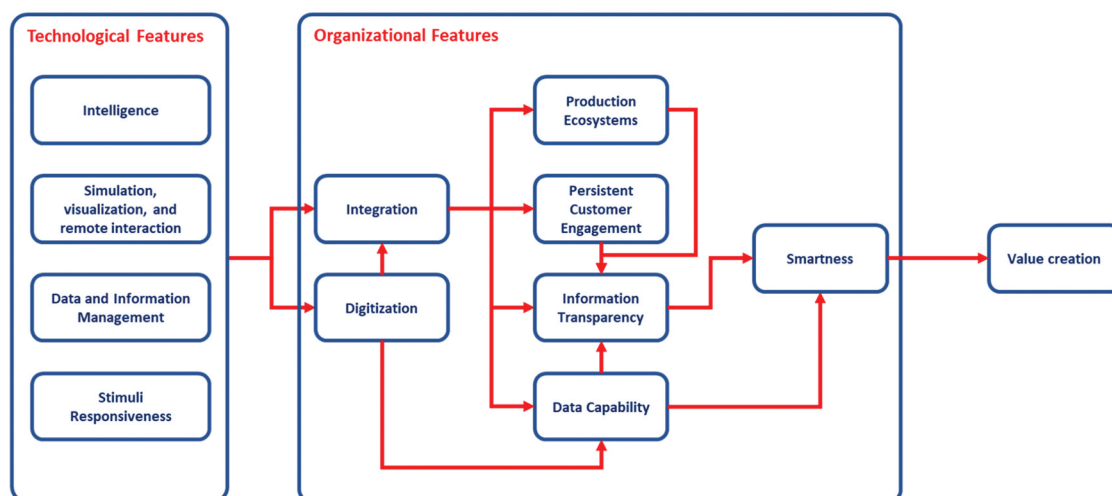 Technological Features
Intelligence
Simulation,
visualization, and
remote interaction
Data and Information
Management
Stimuli
Responsiveness
Organizational Features
Integration
Digitization
Production
Ecosystems
Persistent
Customer
Engagement
Information
Transparency
Data Capability
Smartness
Value creation